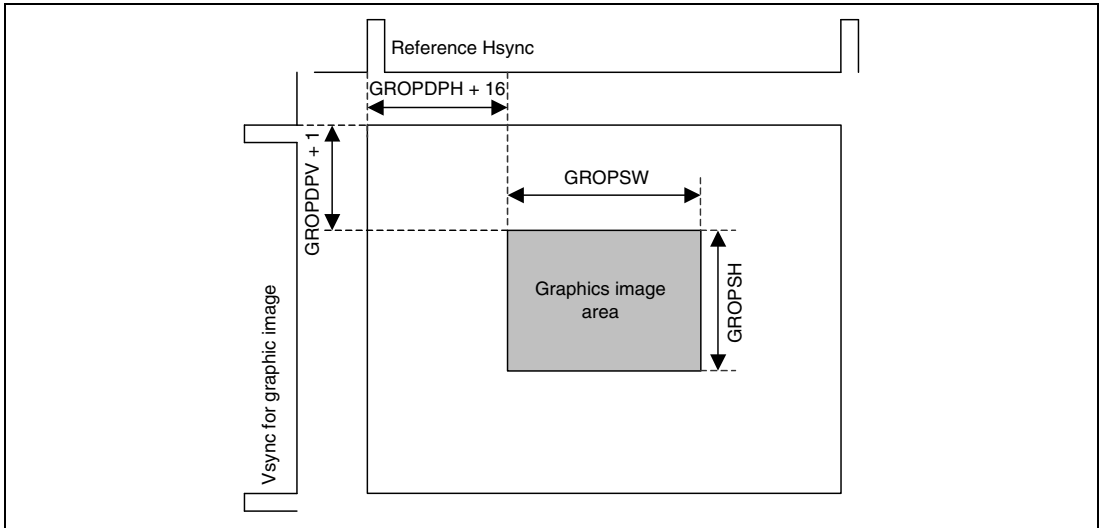 Reference Hsync
GROPDPH + 16
GROPDPV + 1
GROPSW
Graphics image
area
GROPSH
Vsync for graphic image